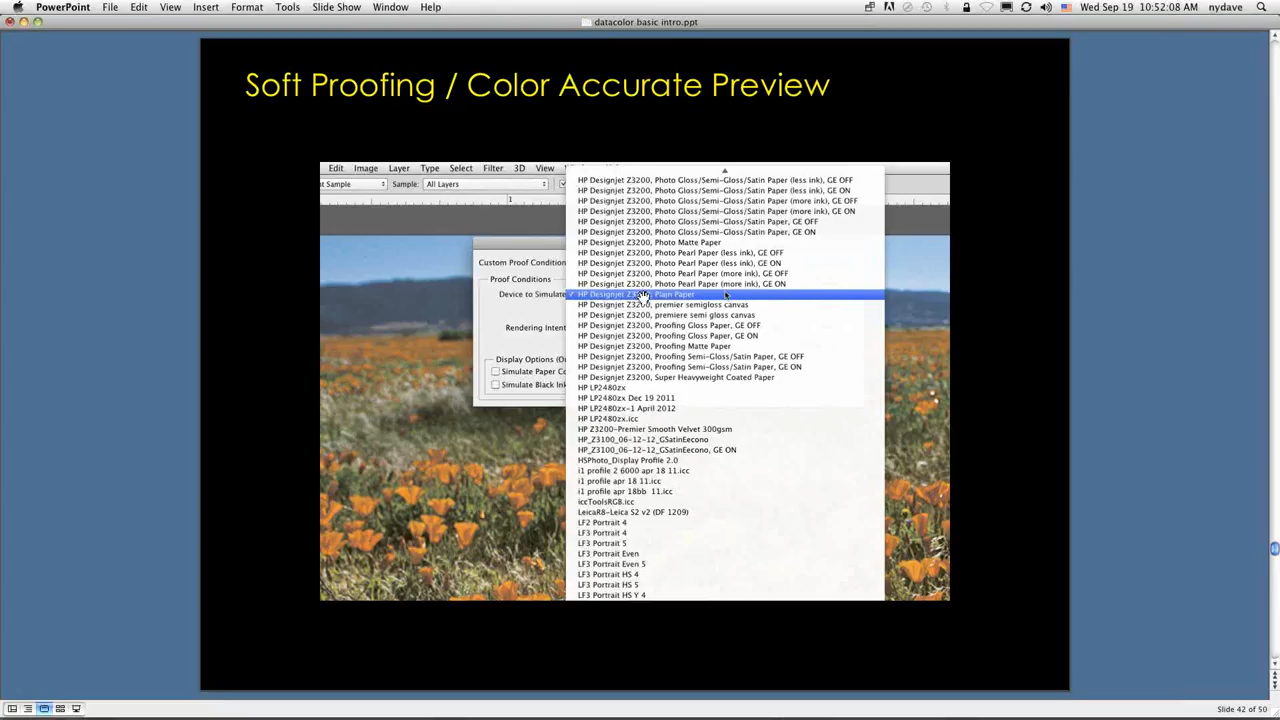 PowerPoint File Edit View Insert Format Tools Slide Show Window Help Wed Sep 19 10:52:08 AM nydave
datacolor basic intro.ppt
Soft Proofing / Color Accurate Preview
Edit Image Layer Type Select Filter 3D View
nt Sample Sample: All Layers
1
Custom Proof Condition
Proof Conditions
Device to Simulate
Rendering Intent
Display Options (O
Simulate Paper Co
Simulate Black Ink
HP Designjet Z3200, Photo Gloss/Semi-Gloss/Satin Paper (less ink), GE OFF
HP Designjet Z3200, Photo Gloss/Semi-Gloss/Satin Paper (less ink), GE ON
HP Designjet Z3200, Photo Gloss/Semi-Gloss/Satin Paper (more ink), GE OFF
HP Designjet Z3200, Photo Gloss/Semi-Gloss/Satin Paper (more ink), GE ON
HP Designjet Z3200, Photo Gloss/Semi-Gloss/Satin Paper, GE OFF
HP Designjet Z3200, Photo Gloss/Semi-Gloss/Satin Paper, GE ON
HP Designjet Z3200, Photo Matte Paper
HP Designjet Z3200, Photo Pearl Paper (less ink), GE OFF
HP Designjet Z3200, Photo Pearl Paper (less ink), GE ON
HP Designjet Z3200, Photo Pearl Paper (more ink), GE OFF
HP Designjet Z3200, Photo Pearl Paper (more ink), GE ON
HP Designjet Z3200, Plain Paper
HP Designjet Z3200, premier semigloss canvas
HP Designjet Z3200, premiere semi gloss canvas
HP Designjet Z3200, Proofing Gloss Paper, GE OFF
HP Designjet Z3200, Proofing Gloss Paper, GE ON
HP Designjet Z3200, Proofing Matte Paper
HP Designjet Z3200, Proofing Semi-Gloss/Satin Paper, GE OFF
HP Designjet Z3200, Proofing Semi-Gloss/Satin Paper, GE ON
HP Designjet Z3200, Super Heavyweight Coated Paper
HP LP2480zx
HP LP2480zx Dec 19 2011
HP LP2480zx-1 April 2012
HP LP2480zx.icc
HP Z3200-Premier Smooth Velvet 300gsm
HP_Z3100_06-12-12_GSatinEecono
HP_Z3100_06-12-12_GSatinEecono, GE ON
HSPhoto_Display Profile 2.0
i1 profile 2 6000 apr 18 11.icc
i1 profile apr 18 11.icc
i1 profile apr 18bb 11.icc
iccToolsRGB.icc
LeicaR8-Leica S2 v2 (DF 1209)
LF2 Portrait 4
LF3 Portrait 4
LF3 Portrait 5
LF3 Portrait Even
LF3 Portrait Even 5
LF3 Portrait HS 4
LF3 Portrait HS 5
LF3 Portrait HS Y 4
Slide 42 of 50